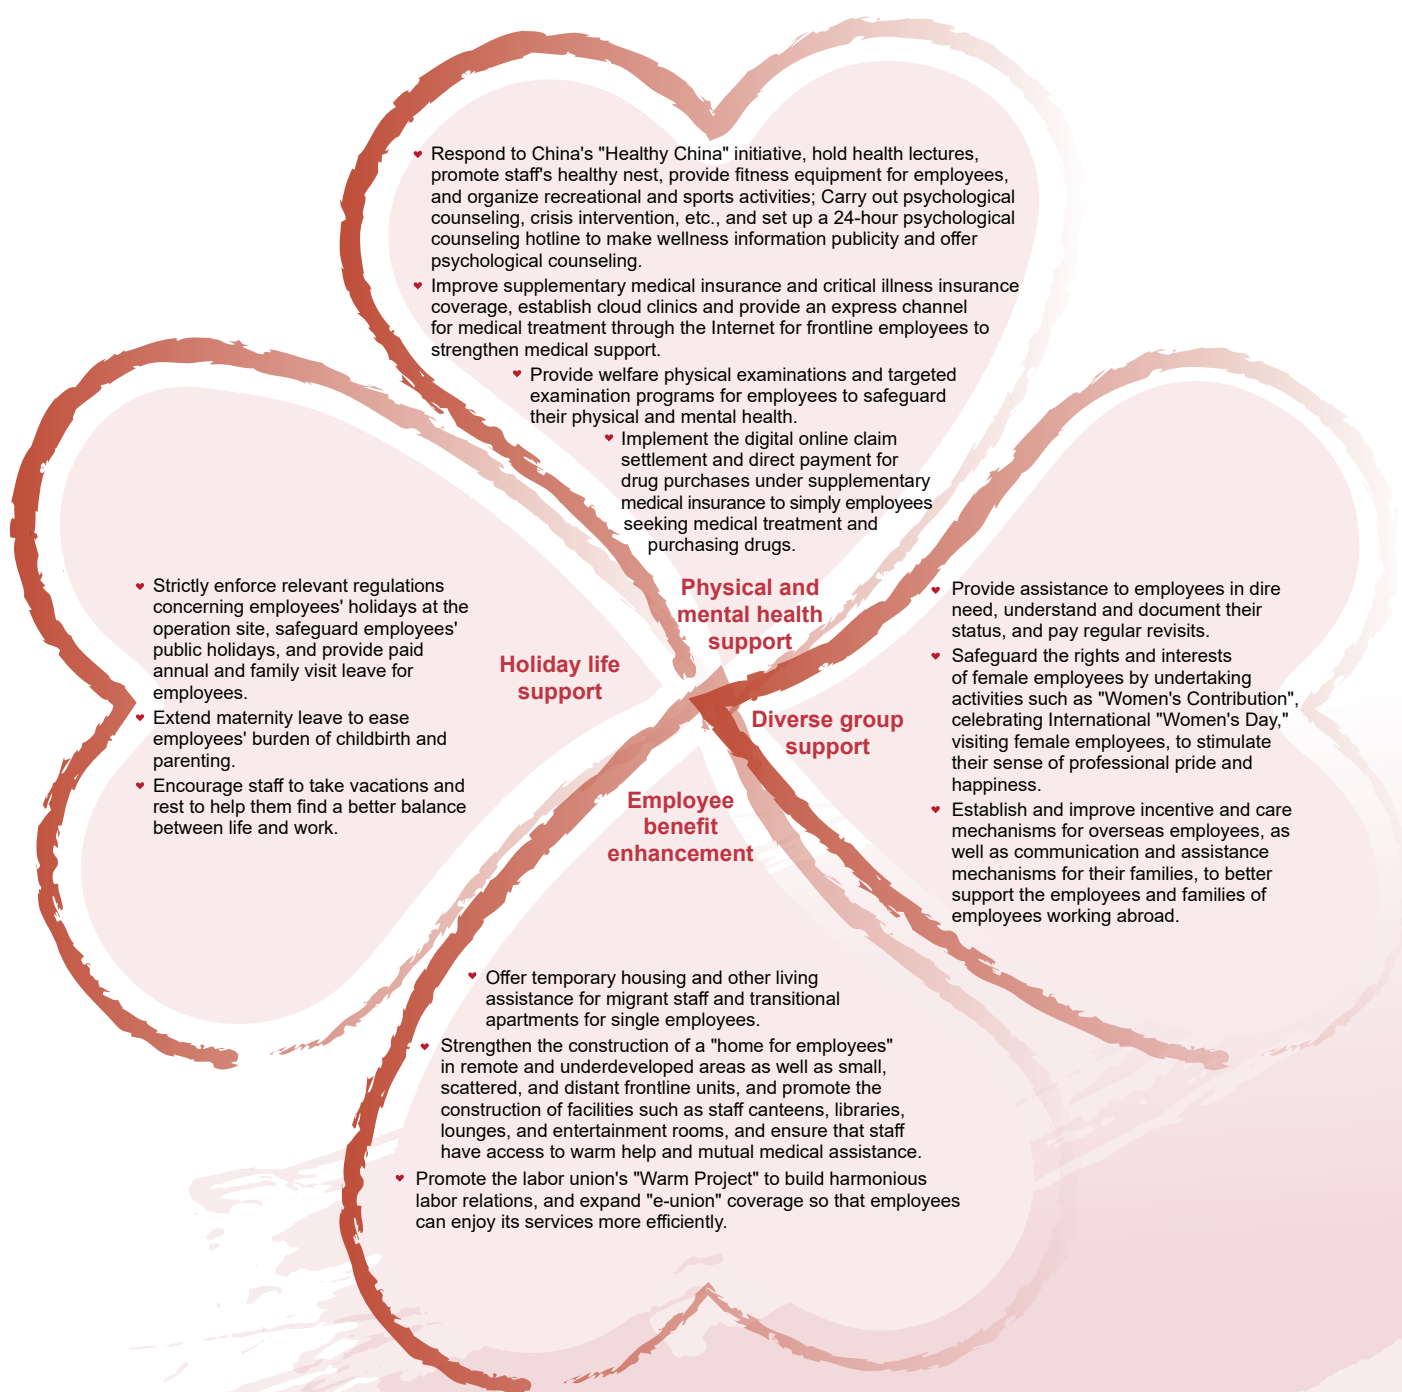 Respond to China's "Healthy China" initiative, hold health lectures,
promote staff's healthy nest, provide fitness equipment for employees,
and organize recreational and sports activities; Carry out psychological
counseling, crisis intervention, etc., and set up a 24-hour psychological
counseling hotline to make wellness information publicity and offer
psychological counseling.
Improve supplementary medical insurance and critical illness insurance
coverage, establish cloud clinics and provide an express channel
for medical treatment through the Internet for frontline employees to
strengthen medical support.
Provide welfare physical examinations and targeted
examination programs for employees to safeguard
their physical and mental health.
Implement the digital online claim
settlement and direct payment for
drug purchases under supplementary
medical insurance to simply employees
seeking medical treatment and
purchasing drugs.
Physical and
mental health
support
Holiday life
support
Strictly enforce relevant regulations
concerning employees' holidays at the
operation site, safeguard employees'
public holidays, and provide paid
annual and family visit leave for
employees.
Extend maternity leave to ease
employees' burden of childbirth and
parenting.
Encourage staff to take vacations and
rest to help them find a better balance
between life and work.
Diverse group
support
Provide assistance to employees in dire
need, understand and document their
status, and pay regular revisits.
Safeguard the rights and interests
of female employees by undertaking
activities such as "Women's Contribution",
celebrating International "Women's Day,"
visiting female employees, to stimulate
their sense of professional pride and
happiness.
Establish and improve incentive and care
mechanisms for overseas employees, as
well as communication and assistance
mechanisms for their families, to better
support the employees and families of
employees working abroad.
Employee
benefit
enhancement
Offer temporary housing and other living
assistance for migrant staff and transitional
apartments for single employees.
Strengthen the construction of a "home for employees"
in remote and underdeveloped areas as well as small,
scattered, and distant frontline units, and promote the
construction of facilities such as staff canteens, libraries,
lounges, and entertainment rooms, and ensure that staff
have access to warm help and mutual medical assistance.
Promote the labor union's "Warm Project" to build harmonious
labor relations, and expand "e-union" coverage so that employees
can enjoy its services more efficiently.